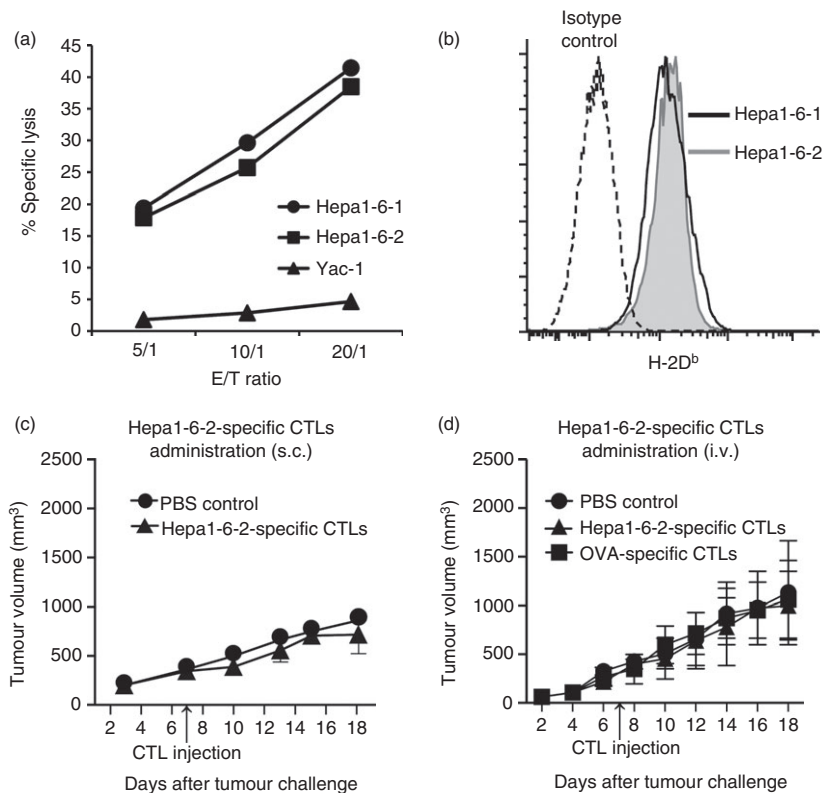 (a)
45
40
35
30
25
20
15
10
5
0
% Specific lysis
Hepa1-6-1
Hepa1-6-2
Yac-1
5/1 10/1 20/1
E/T ratio
(b)
Isotype
control
Hepa1-6-1
Hepa1-6-2
H-2Dᵇ
(c)
Hepa1-6-2-specific CTLs
administration (s.c.)
2500
2000
1500
1000
500
0
Tumour volume (mm³)
PBS control
Hepa1-6-2-specific CTLs
2 4 6 8 10 12 14 16 18
CTL injection
Days after tumour challenge
(d)
Hepa1-6-2-specific CTLs
administration (i.v.)
2500
2000
1500
1000
500
0
Tumour volume (mm³)
PBS control
Hepa1-6-2-specific CTLs
OVA-specific CTLs
2 4 6 8 10 12 14 16 18
CTL injection
Days after tumour challenge